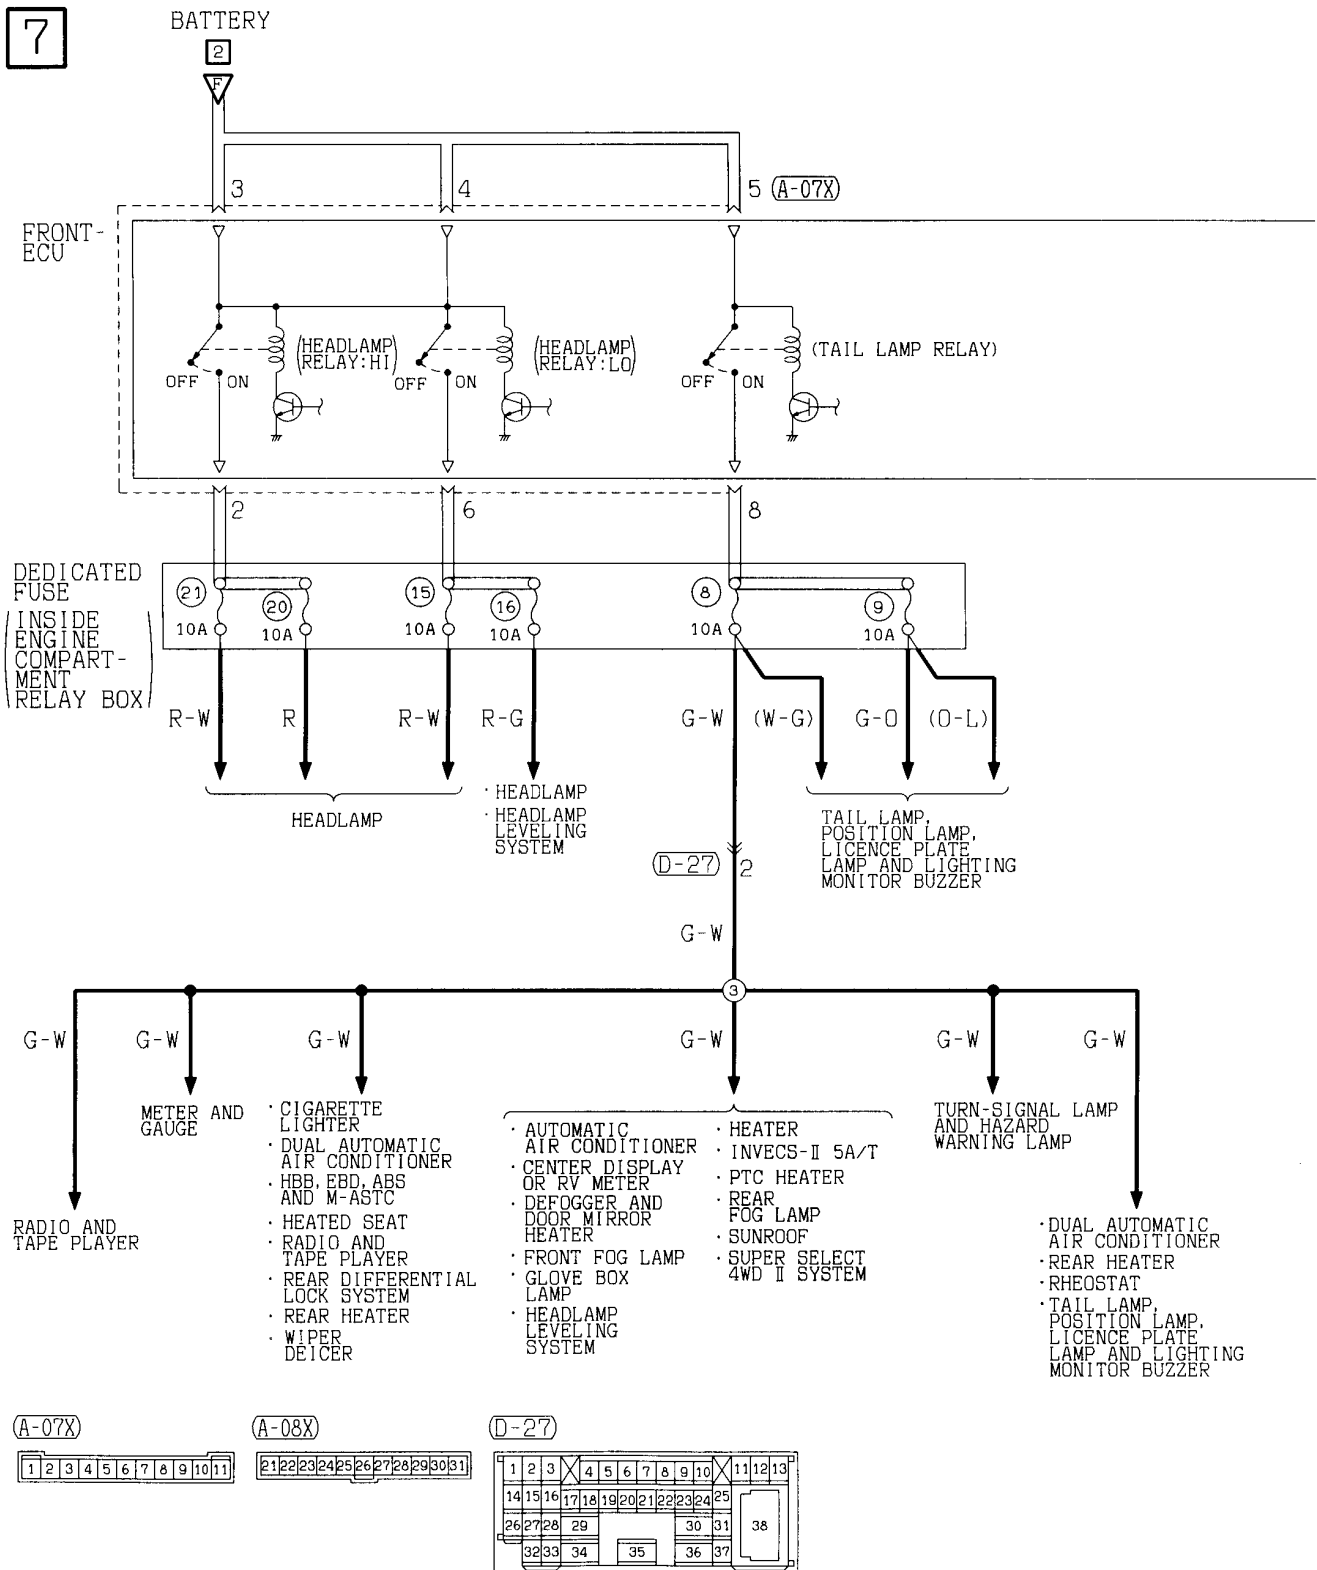 7
BATTERY
2
F
3
4
5 (A-07X)
FRONT-
ECU
(HEADLAMP
RELAY:HI)
(HEADLAMP
RELAY:LO)
(TAIL LAMP RELAY)
OFF ON
OFF ON
OFF ON
2
6
8
DEDICATED
FUSE
(INSIDE
ENGINE
COMPART-
MENT
RELAY BOX)
21
20
15
16
8
9
10A
10A
10A
10A
10A
10A
R-W
R
R-W
R-G
G-W
(W-G)
G-O
(O-L)
HEADLAMP
· HEADLAMP
· HEADLAMP
LEVELING
SYSTEM
TAIL LAMP,
POSITION LAMP,
LICENCE PLATE
LAMP AND LIGHTING
MONITOR BUZZER
(D-27)
2
G-W
3
G-W
G-W
G-W
G-W
G-W
G-W
RADIO AND
TAPE PLAYER
METER AND
GAUGE
· CIGARETTE
LIGHTER
· DUAL AUTOMATIC
AIR CONDITIONER
· HBB, EBD, ABS
AND M-ASTC
· HEATED SEAT
· RADIO AND
TAPE PLAYER
· REAR DIFFERENTIAL
LOCK SYSTEM
· REAR HEATER
· WIPER
DEICER
· AUTOMATIC
AIR CONDITIONER
· CENTER DISPLAY
OR RV METER
· DEFOGGER AND
DOOR MIRROR
HEATER
· FRONT FOG LAMP
· GLOVE BOX
LAMP
· HEADLAMP
LEVELING
SYSTEM
· HEATER
· INVECS-Ⅱ 5A/T
· PTC HEATER
· REAR
FOG LAMP
· SUNROOF
· SUPER SELECT
4WD Ⅱ SYSTEM
TURN-SIGNAL LAMP
AND HAZARD
WARNING LAMP
· DUAL AUTOMATIC
AIR CONDITIONER
· REAR HEATER
· RHEOSTAT
· TAIL LAMP,
POSITION LAMP,
LICENCE PLATE
LAMP AND LIGHTING
MONITOR BUZZER
(A-07X)
1 2 3 4 5 6 7 8 9 10 11
(A-08X)
21 22 23 24 25 26 27 28 29 30 31
(D-27)
1 2 3 4 5 6 7 8 9 10 11 12 13
14 15 16 17 18 19 20 21 22 23 24 25
26 27 28 29 30 31 38
32 33 34 35 36 37